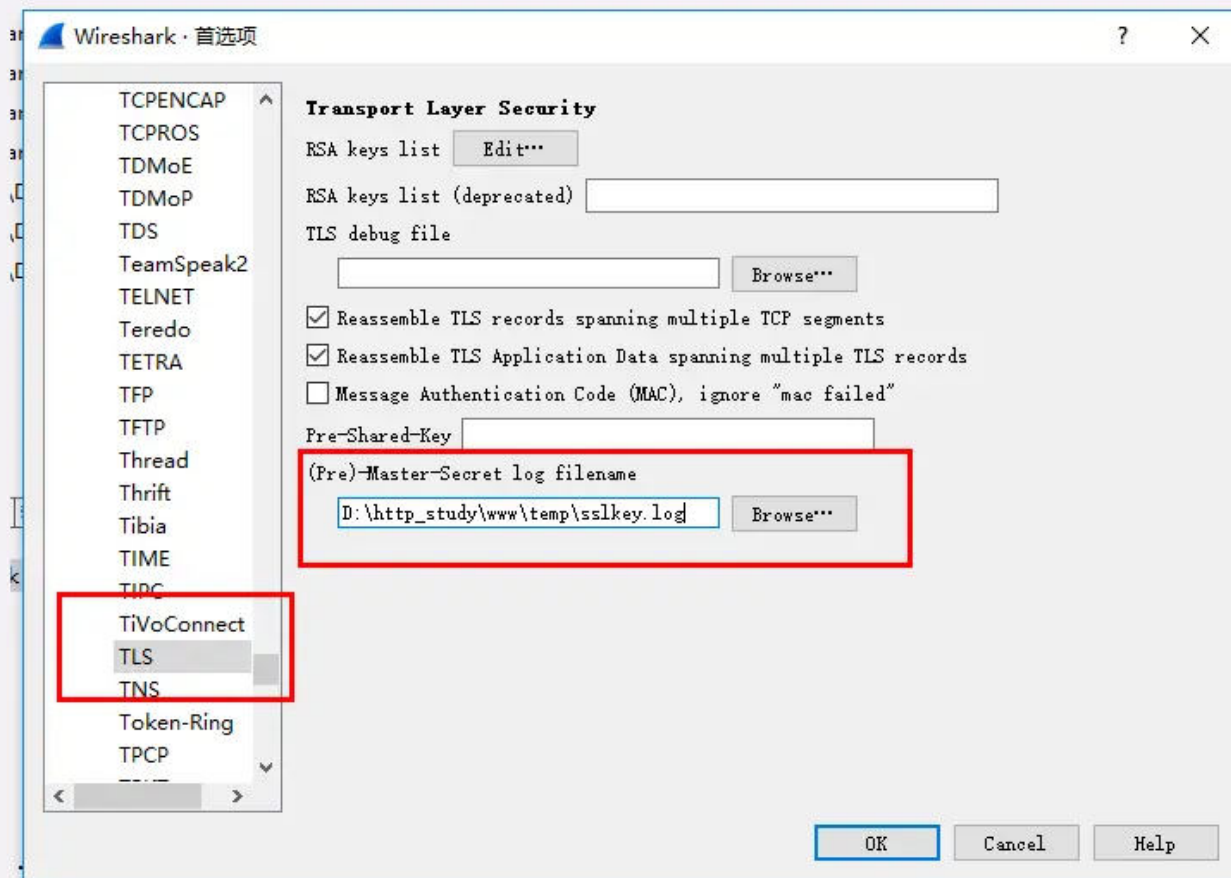 Wireshark · 首选项
TCPENCAP
TCPROS
TDMoE
TDMoP
TDS
TeamSpeak2
TELNET
Teredo
TETRA
TFP
TFTP
Thread
Thrift
Tibia
TIME
TIPC
TiVoConnect
TLS
TNS
Token-Ring
TPCP
Transport Layer Security
RSA keys list Edit…
RSA keys list (deprecated)
TLS debug file
Browse…
Reassemble TLS records spanning multiple TCP segments
Reassemble TLS Application Data spanning multiple TLS records
Message Authentication Code (MAC), ignore "mac failed"
Pre-Shared-Key
(Pre)-Master-Secret log filename
D:\http_study\www\temp\sslkey.log Browse…
OK Cancel Help